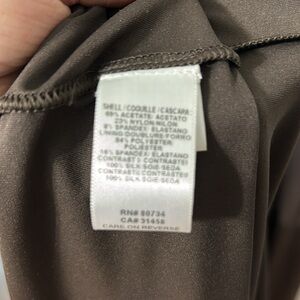 SHELL/COQUILLE/CASCARA
69% ACETATE: ACETATO
23% NYLON/NILON
8% SPANDEX: ELASTANO
LINING/DOUBLURE/FORRO
84% POLYESTER
POLIESTER
16% SPANDEX: ELASTANO
CONTRAST 1/CONTRASTE
100% SILK/SOIE/SEDA
CONTRAST/CONTRASTE
100% SILK/SOIE/SEDA
RN# 80734
CA# 31458
CARE ON REVERSE